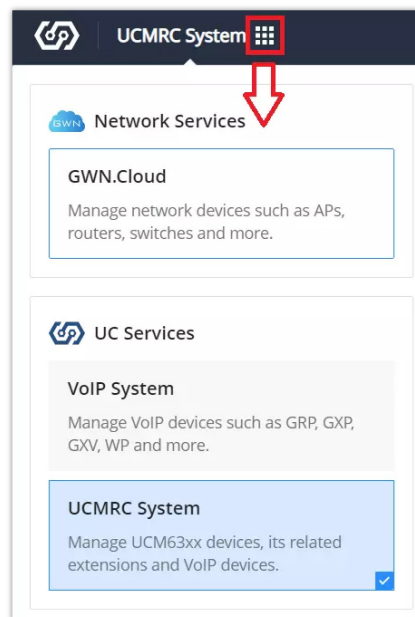 UCMRC System
GWN Network Services
GWN.Cloud
Manage network devices such as APs,
routers, switches and more.
UC Services
VoIP System
Manage VoIP devices such as GRP, GXP,
GXV, WP and more.
UCMRC System
Manage UCM63xx devices, its related
extensions and VoIP devices.